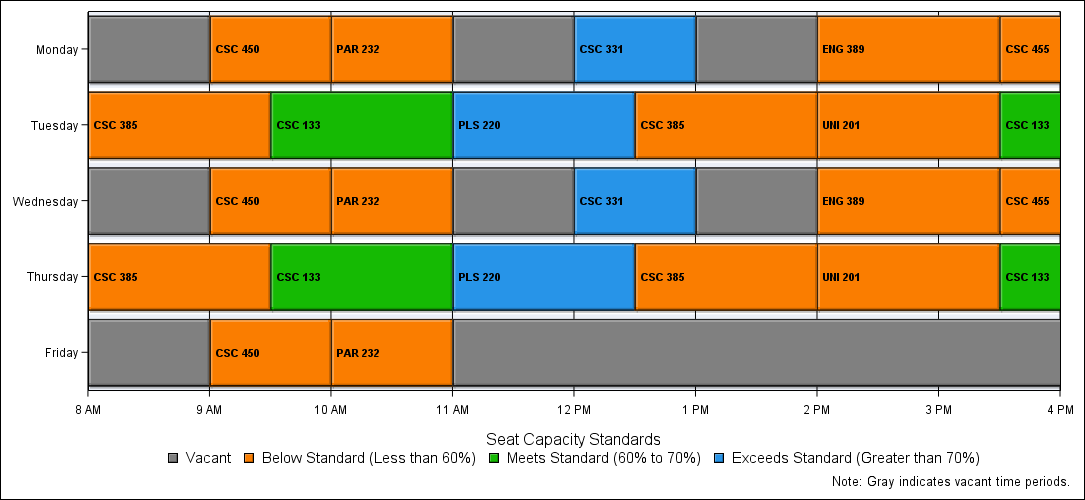 Monday CSC 450 PAR 232 CSC 331 ENG 389 CSC 455
Tuesday CSC 385 CSC 133 PLS 220 CSC 385 UNI 201 CSC 133
Wednesday CSC 450 PAR 232 CSC 331 ENG 389 CSC 455
Thursday CSC 385 CSC 133 PLS 220 CSC 385 UNI 201 CSC 133
Friday CSC 450 PAR 232
8 AM 9 AM 10 AM 11 AM 12 PM 1 PM 2 PM 3 PM 4 PM
Seat Capacity Standards
Vacant Below Standard (Less than 60%) Meets Standard (60% to 70%) Exceeds Standard (Greater than 70%)
Note: Gray indicates vacant time periods.